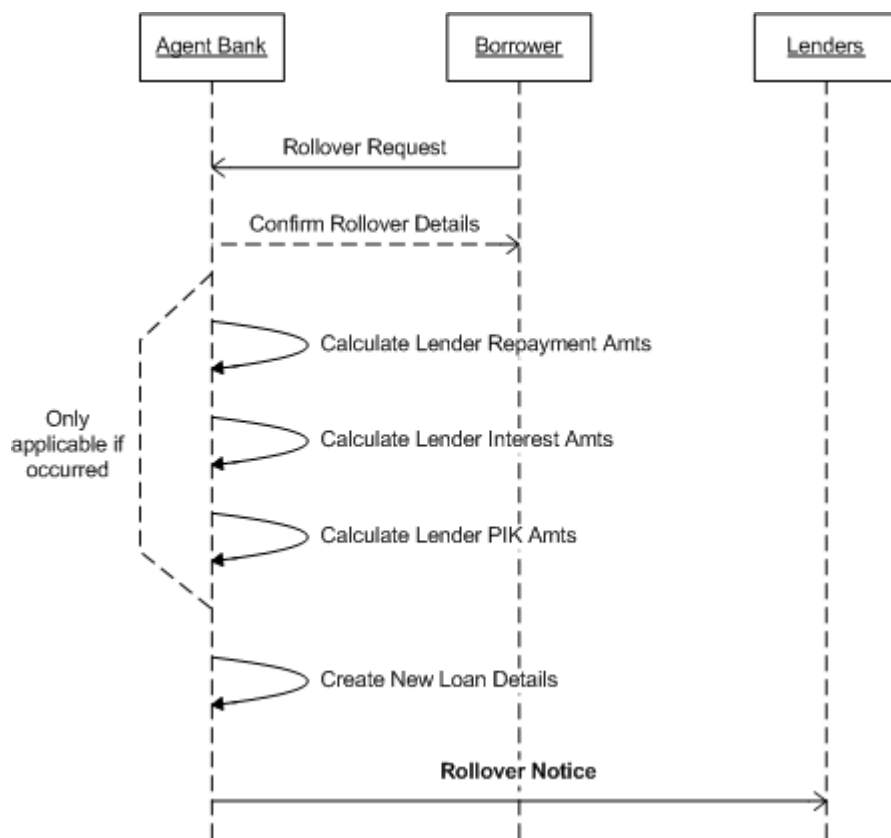 Agent Bank
Borrower
Lenders
Rollover Request
Confirm Rollover Details
Calculate Lender Repayment Amts
Only
applicable if
occurred
Calculate Lender Interest Amts
Calculate Lender PIK Amts
Create New Loan Details
Rollover Notice